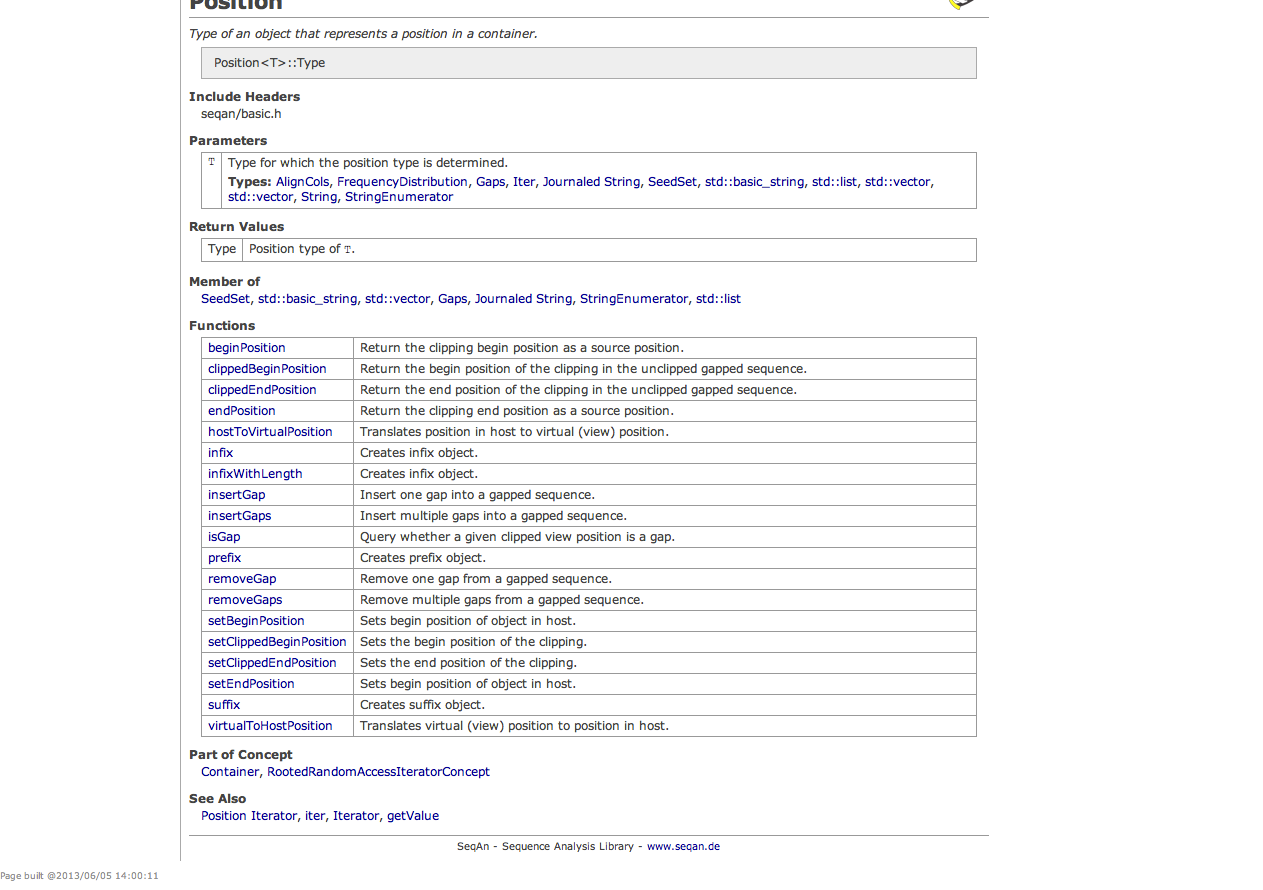 Position
Type of an object that represents a position in a container.
Position<T>::Type
Include Headers
seqan/basic.h
Parameters
T Type for which the position type is determined.
Types: AlignCols, FrequencyDistribution, Gaps, Iter, Journaled String, SeedSet, std::basic_string, std::list, std::vector,
std::vector, String, StringEnumerator
Return Values
Type Position type of T.
Member of
SeedSet, std::basic_string, std::vector, Gaps, Journaled String, StringEnumerator, std::list
Functions
beginPosition Return the clipping begin position as a source position.
clippedBeginPosition Return the begin position of the clipping in the unclipped gapped sequence.
clippedEndPosition Return the end position of the clipping in the unclipped gapped sequence.
endPosition Return the clipping end position as a source position.
hostToVirtualPosition Translates position in host to virtual (view) position.
infix Creates infix object.
infixWithLength Creates infix object.
insertGap Insert one gap into a gapped sequence.
insertGaps Insert multiple gaps into a gapped sequence.
isGap Query whether a given clipped view position is a gap.
prefix Creates prefix object.
removeGap Remove one gap from a gapped sequence.
removeGaps Remove multiple gaps from a gapped sequence.
setBeginPosition Sets begin position of object in host.
setClippedBeginPosition Sets the begin position of the clipping.
setClippedEndPosition Sets the end position of the clipping.
setEndPosition Sets begin position of object in host.
suffix Creates suffix object.
virtualToHostPosition Translates virtual (view) position to position in host.
Part of Concept
Container, RootedRandomAccessIteratorConcept
See Also
Position Iterator, iter, Iterator, getValue
SeqAn - Sequence Analysis Library - www.seqan.de
Page built @2013/06/05 14:00:11